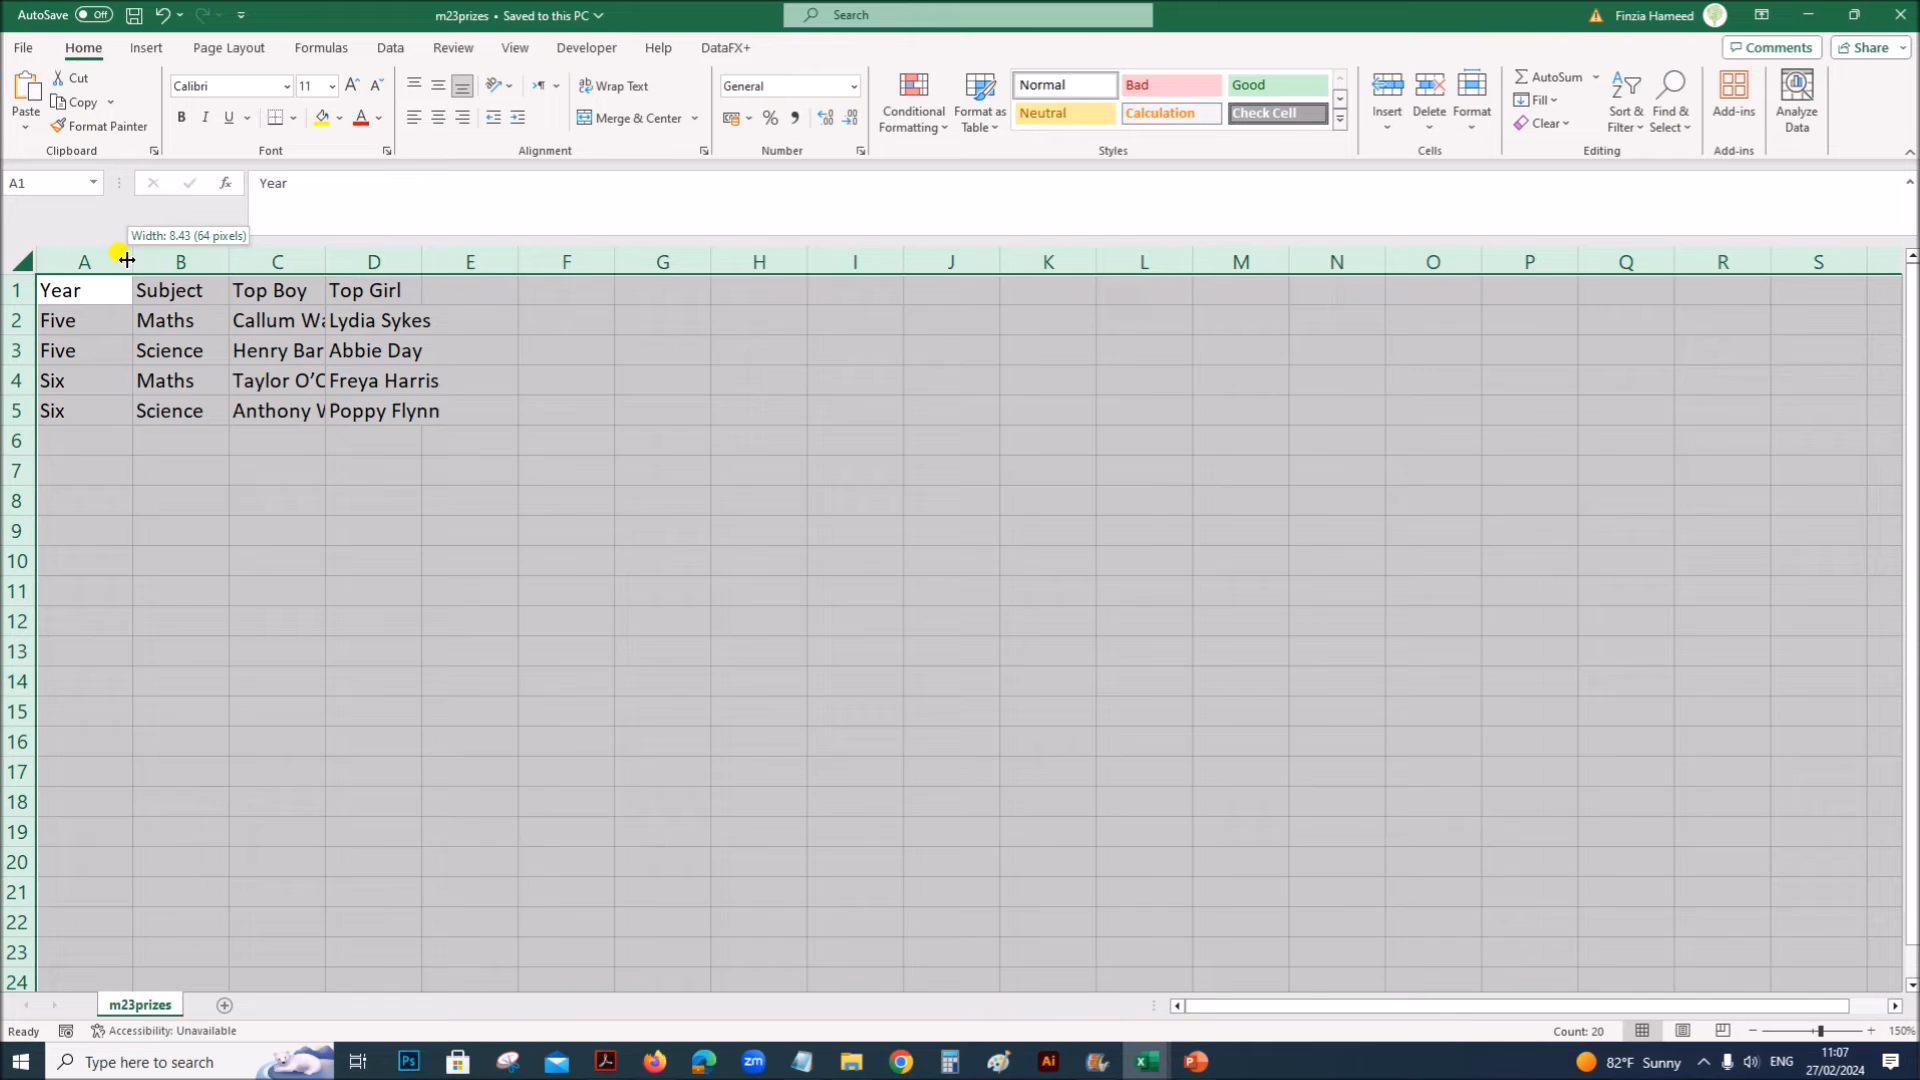 AutoSave Off m23prizes • Saved to this PC Search Finzia Hameed
File Home Insert Page Layout Formulas Data Review View Developer Help DataFX+ Comments Share
Paste Cut Copy Format Painter
Calibri 11
B I U
Wrap Text
Merge & Center
General
% ,
Conditional Formatting Format as Table
Normal Bad Good
Neutral Calculation Check Cell
Insert Delete Format
AutoSum
Fill
Clear
Sort & Filter Find & Select
Add-ins
Analyze Data
Clipboard Font Alignment Number Styles Cells Editing Add-ins
A1 fx Year
Width: 8.43 (64 pixels)
A B C D E F G H I J K L M N O P Q R S
1 Year Subject Top Boy Top Girl
2 Five Maths Callum Wa Lydia Sykes
3 Five Science Henry Bar Abbie Day
4 Six Maths Taylor O’C Freya Harris
5 Six Science Anthony Poppy Flynn
6
7
8
9
10
11
12
13
14
15
16
17
18
19
20
21
22
23
24
m23prizes
Ready Accessibility: Unavailable Count: 20 150%
Type here to search Ps zm Ai 82°F Sunny ENG 11:07
27/02/2024